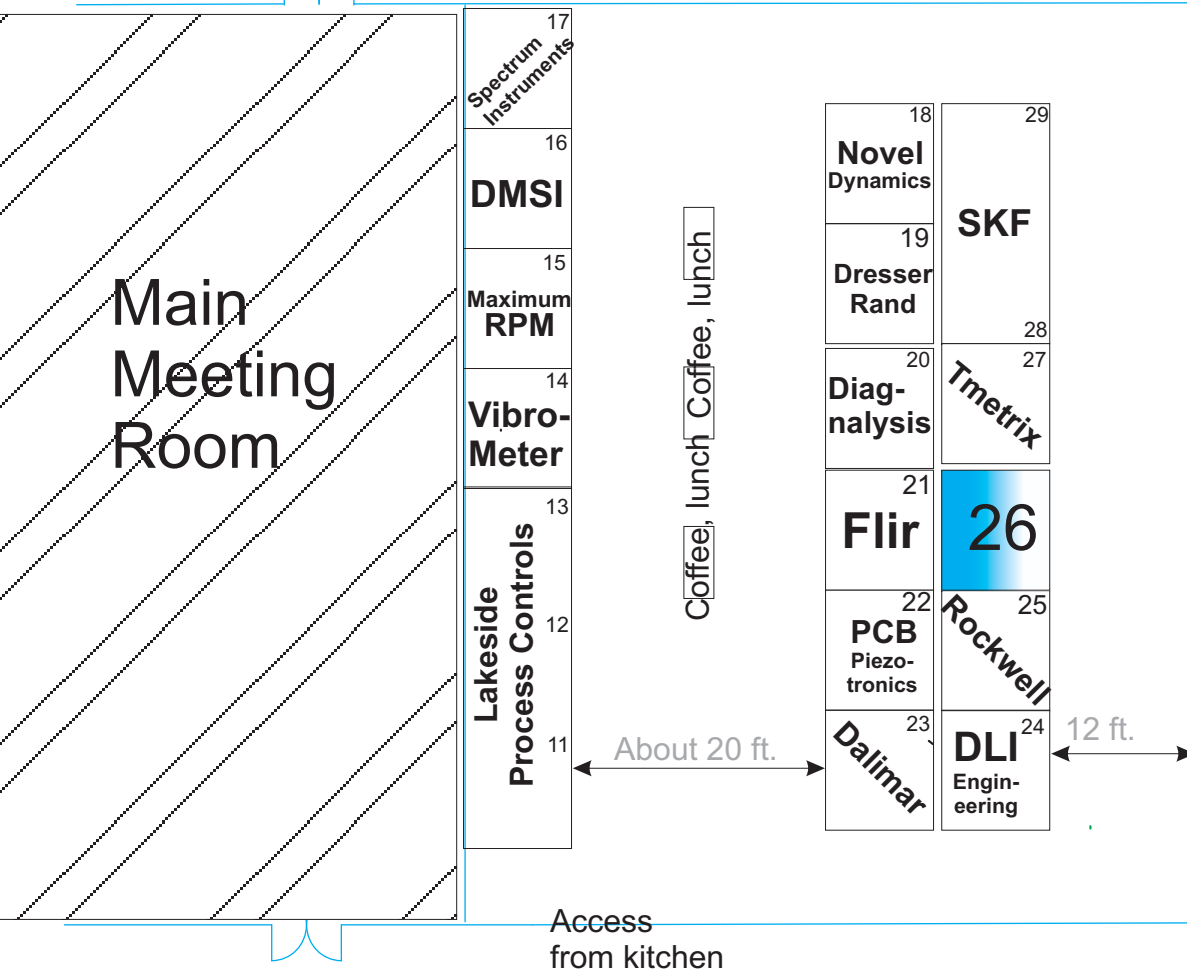 Main
Meeting
Room
17
Spectrum
Instruments
16
DMSI
15
Maximum
RPM
14
Vibro-
Meter
13
Lakeside
Process Controls
12
11
Coffee, lunch Coffee, lunch
About 20 ft.
18
Novel
Dynamics
19
Dresser
Rand
20
Diag-
nalysis
21
Flir
22
PCB
Piezo-
tronics
23
Dalimar
29
SKF
28
27
Tmetrix
26
25
Rockwell
24
DLI
Engin-
eering
12 ft.
Access
from kitchen